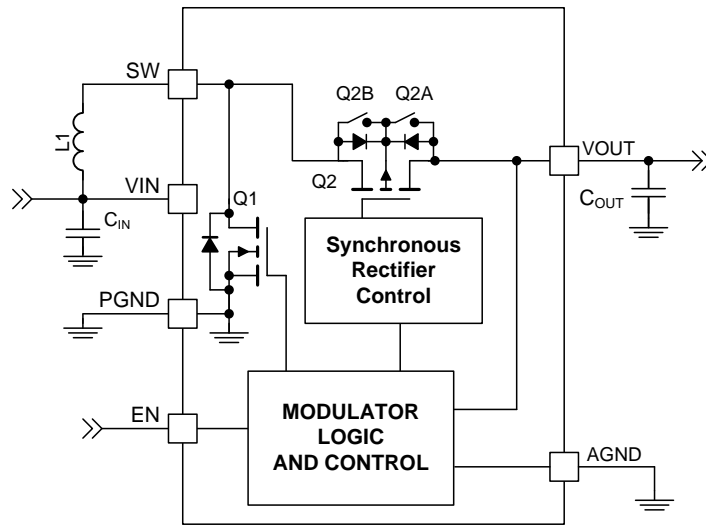 SW
Q2B
Q2A
L1
VOUT
Q2
VIN
Q1
CIN
COUT
Synchronous
Rectifier
Control
PGND
EN
MODULATOR
LOGIC
AND CONTROL
AGND